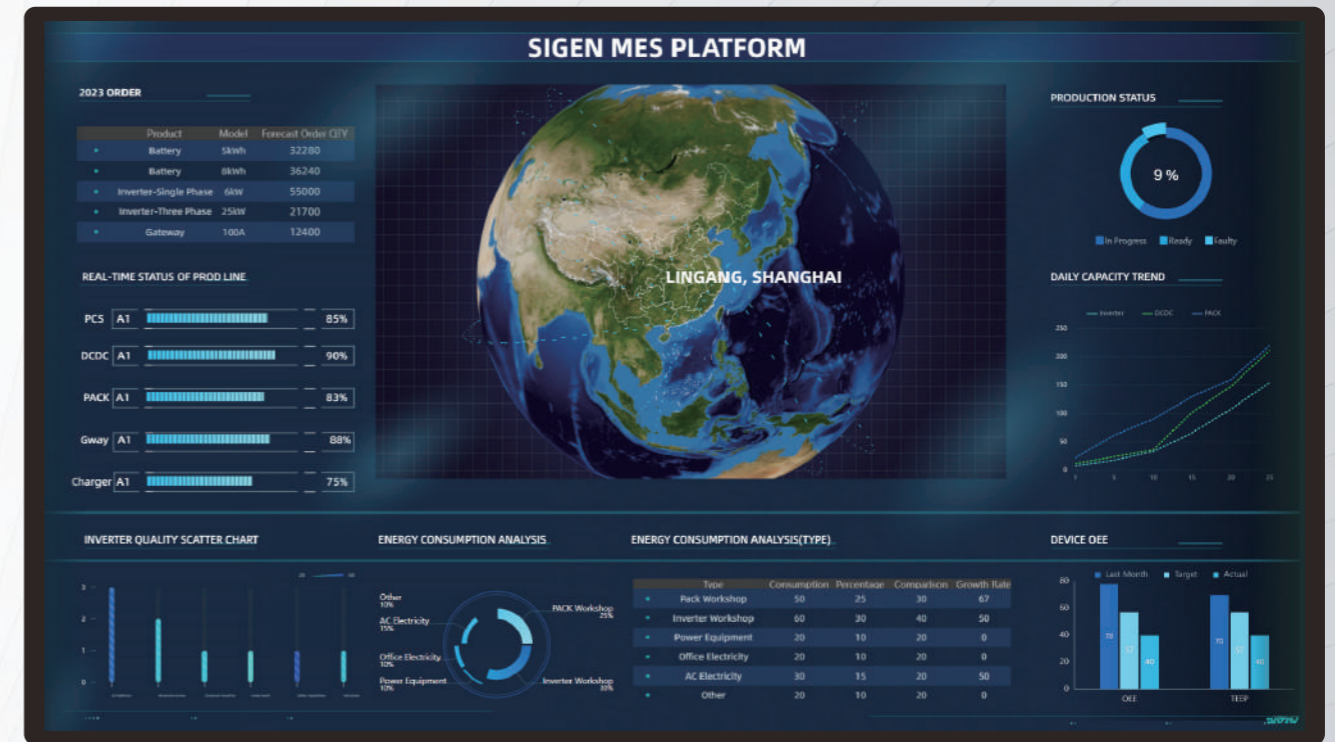 SIGEN MES PLATFORM
2023 ORDER
Product Model Forecast Order QTY
Battery 5kWh 32280
Battery 8kWh 36240
Inverter-Single Phase 6kW 55000
Inverter-Three Phase 25kW 21700
Gateway 100A 12400
REAL-TIME STATUS OF PROD LINE
PCS A1 85%
DCDC A1 90%
PACK A1 83%
Gway A1 88%
Charger A1 75%
LINGANG, SHANGHAI
PRODUCTION STATUS
9 %
In Progress Ready Faulty
DAILY CAPACITY TREND
Inverter DCDC PACK
250
200
150
100
50
0
1 5 10 15 20 25
INVERTER QUALITY SCATTER CHART
3
2
1
0
ENERGY CONSUMPTION ANALYSIS
Other
10%
AC Electricity
15%
Office Electricity
10%
Power Equipment
10%
PACK Workshop
25%
Inverter Workshop
30%
ENERGY CONSUMPTION ANALYSIS(TYPE)
Type Consumption Percentage Comparison Growth Rate
Pack Workshop 50 25 30 67
Inverter Workshop 60 30 40 50
Power Equipment 20 10 20 0
Office Electricity 20 10 20 0
AC Electricity 30 15 20 50
Other 20 10 20 0
DEVICE OEE
Last Month Target Actual
80
60
40
20
0
78 57 40
70 57 40
OEE TEEP